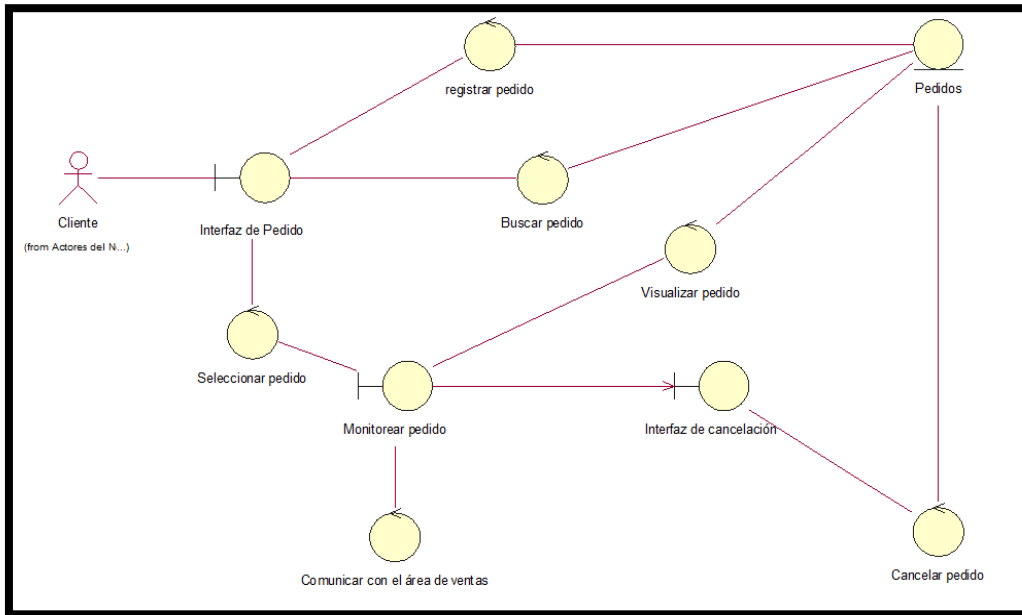 registrar pedido
Pedidos
Cliente
(from Actores del N...)
Interfaz de Pedido
Buscar pedido
Visualizar pedido
Seleccionar pedido
Monitorear pedido
Interfaz de cancelación
Comunicar con el área de ventas
Cancelar pedido